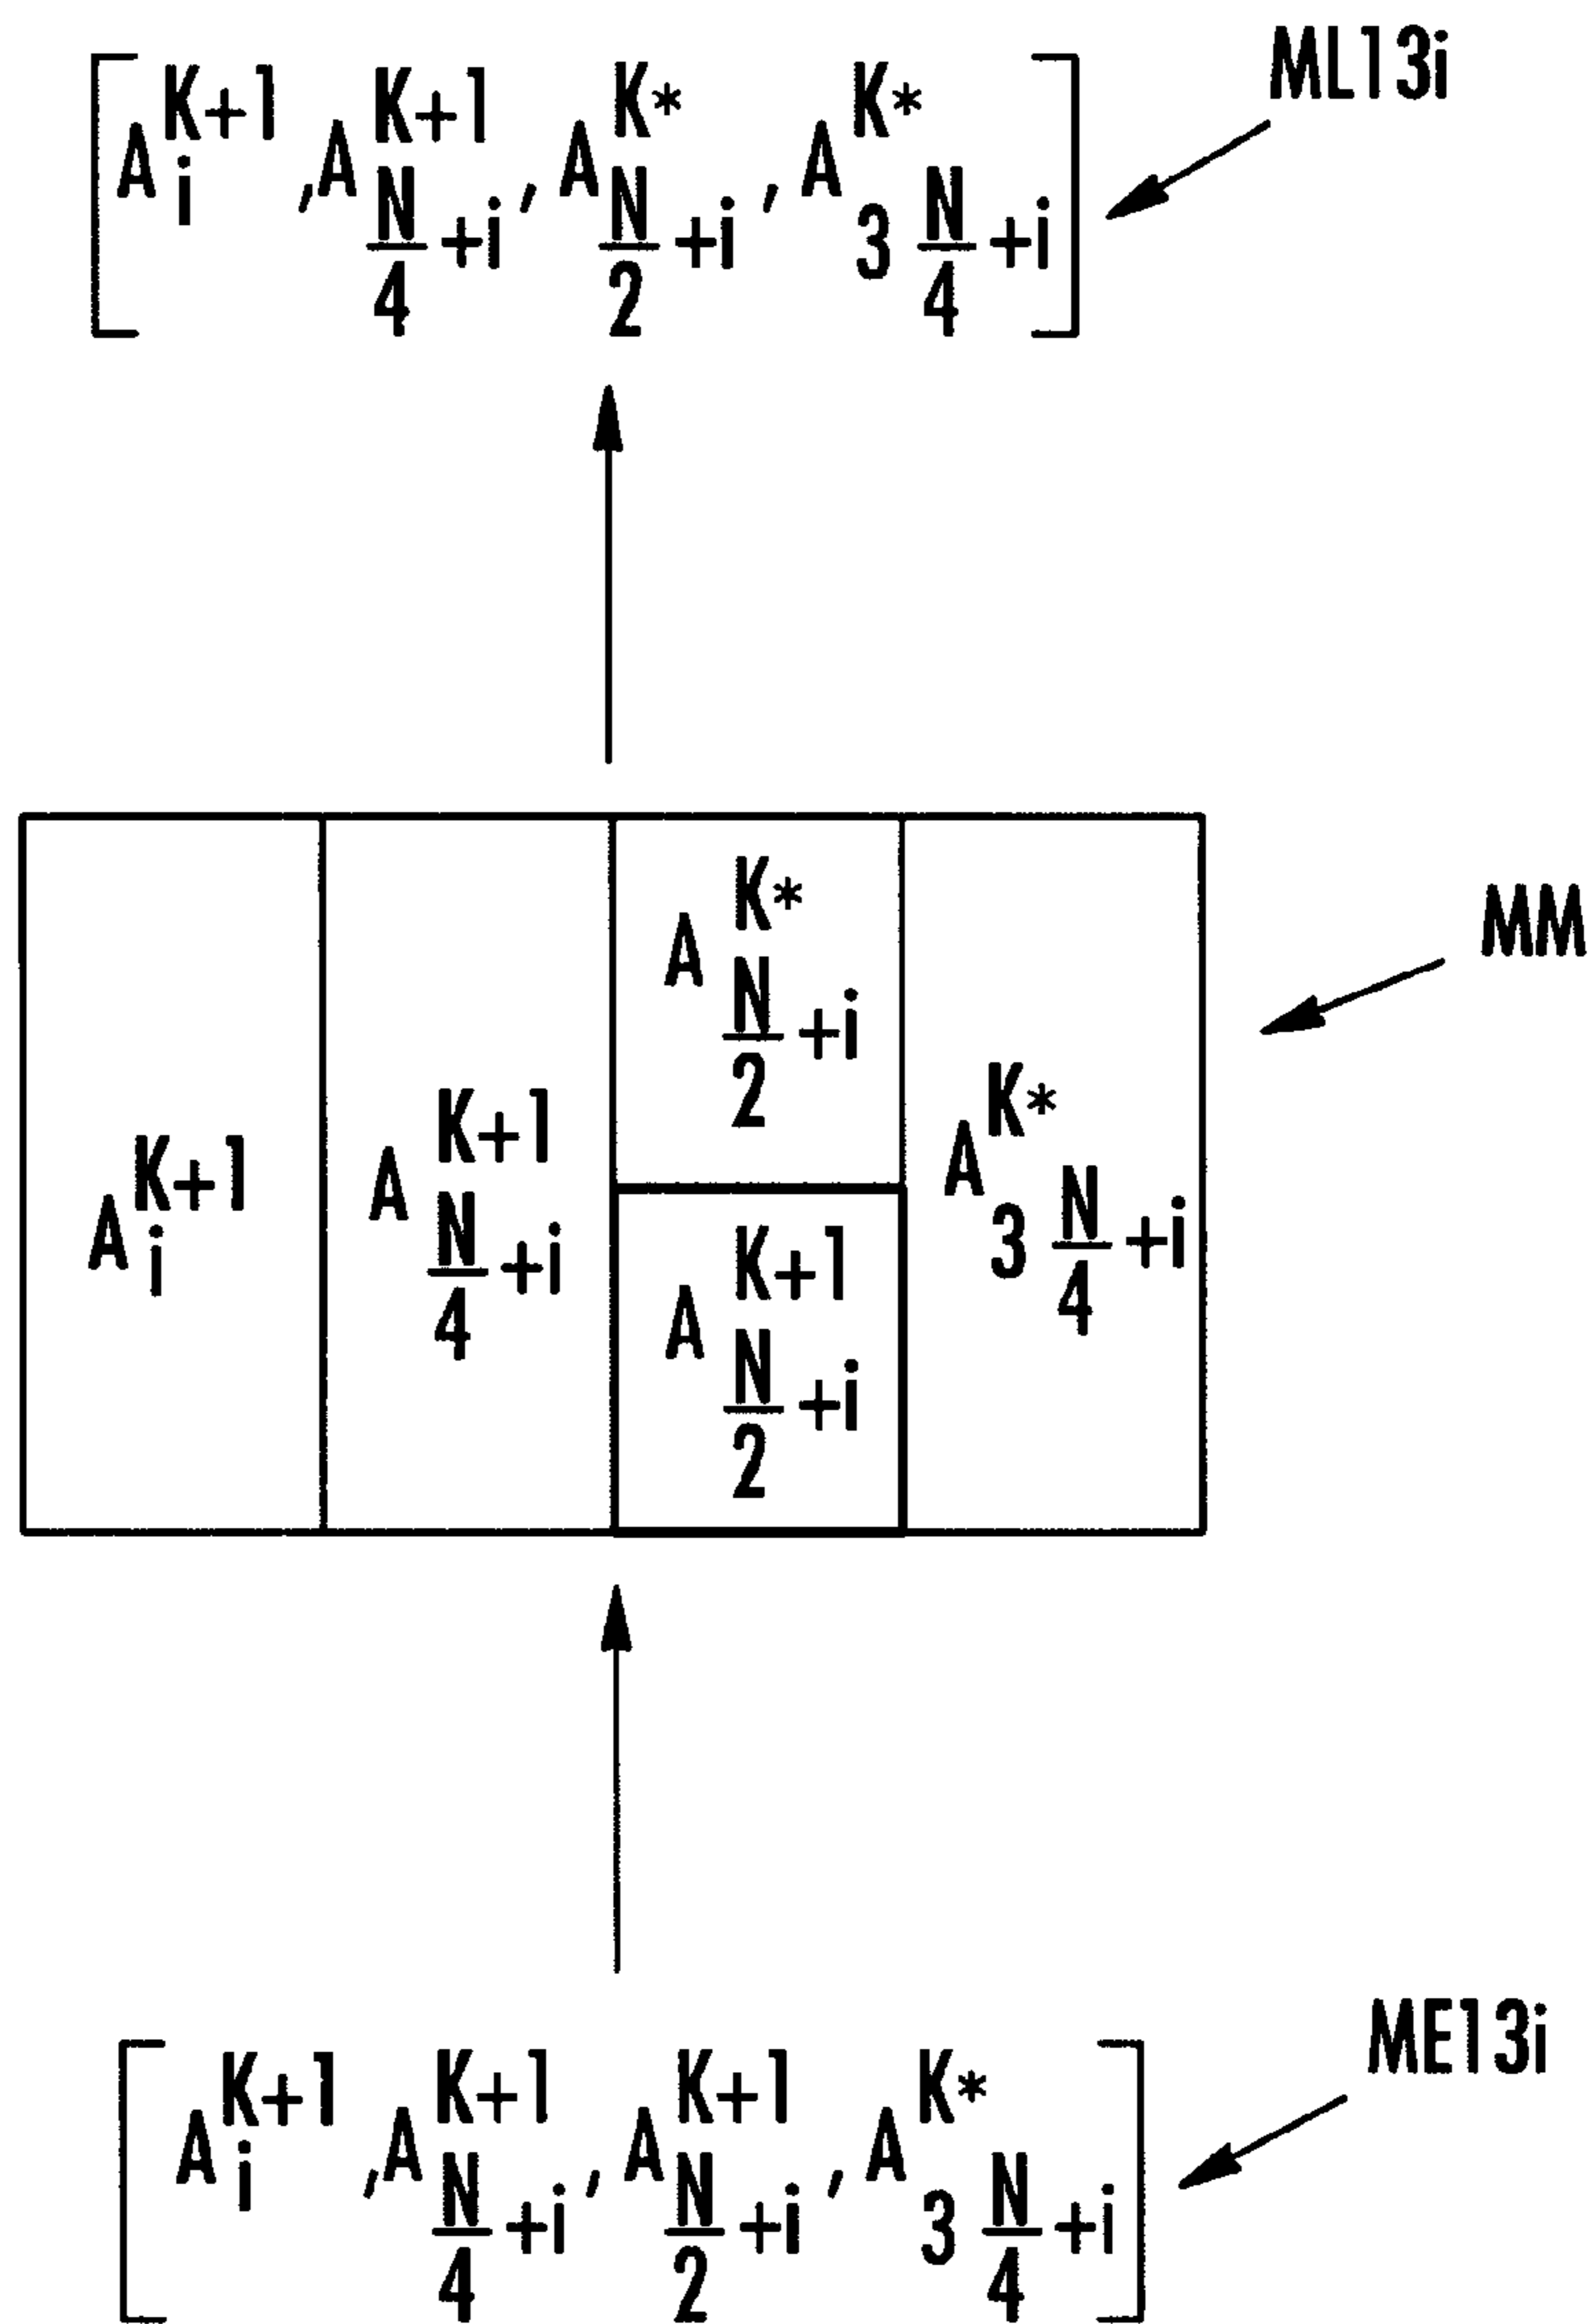 [A_i^{K+1}, A_{N/4+i}^{K+1}, A_{N/2+i}^{K*}, A_{3N/4+i}^{K*}]
ML13i
A_i^{K+1}
A_{N/4+i}^{K+1}
A_{N/2+i}^{K*}
A_{N/2+i}^{K+1}
A_{3N/4+i}^{K*}
MM
[A_i^{K+1}, A_{N/4+i}^{K+1}, A_{N/2+i}^{K+1}, A_{3N/4+i}^{K*}]
ME13i